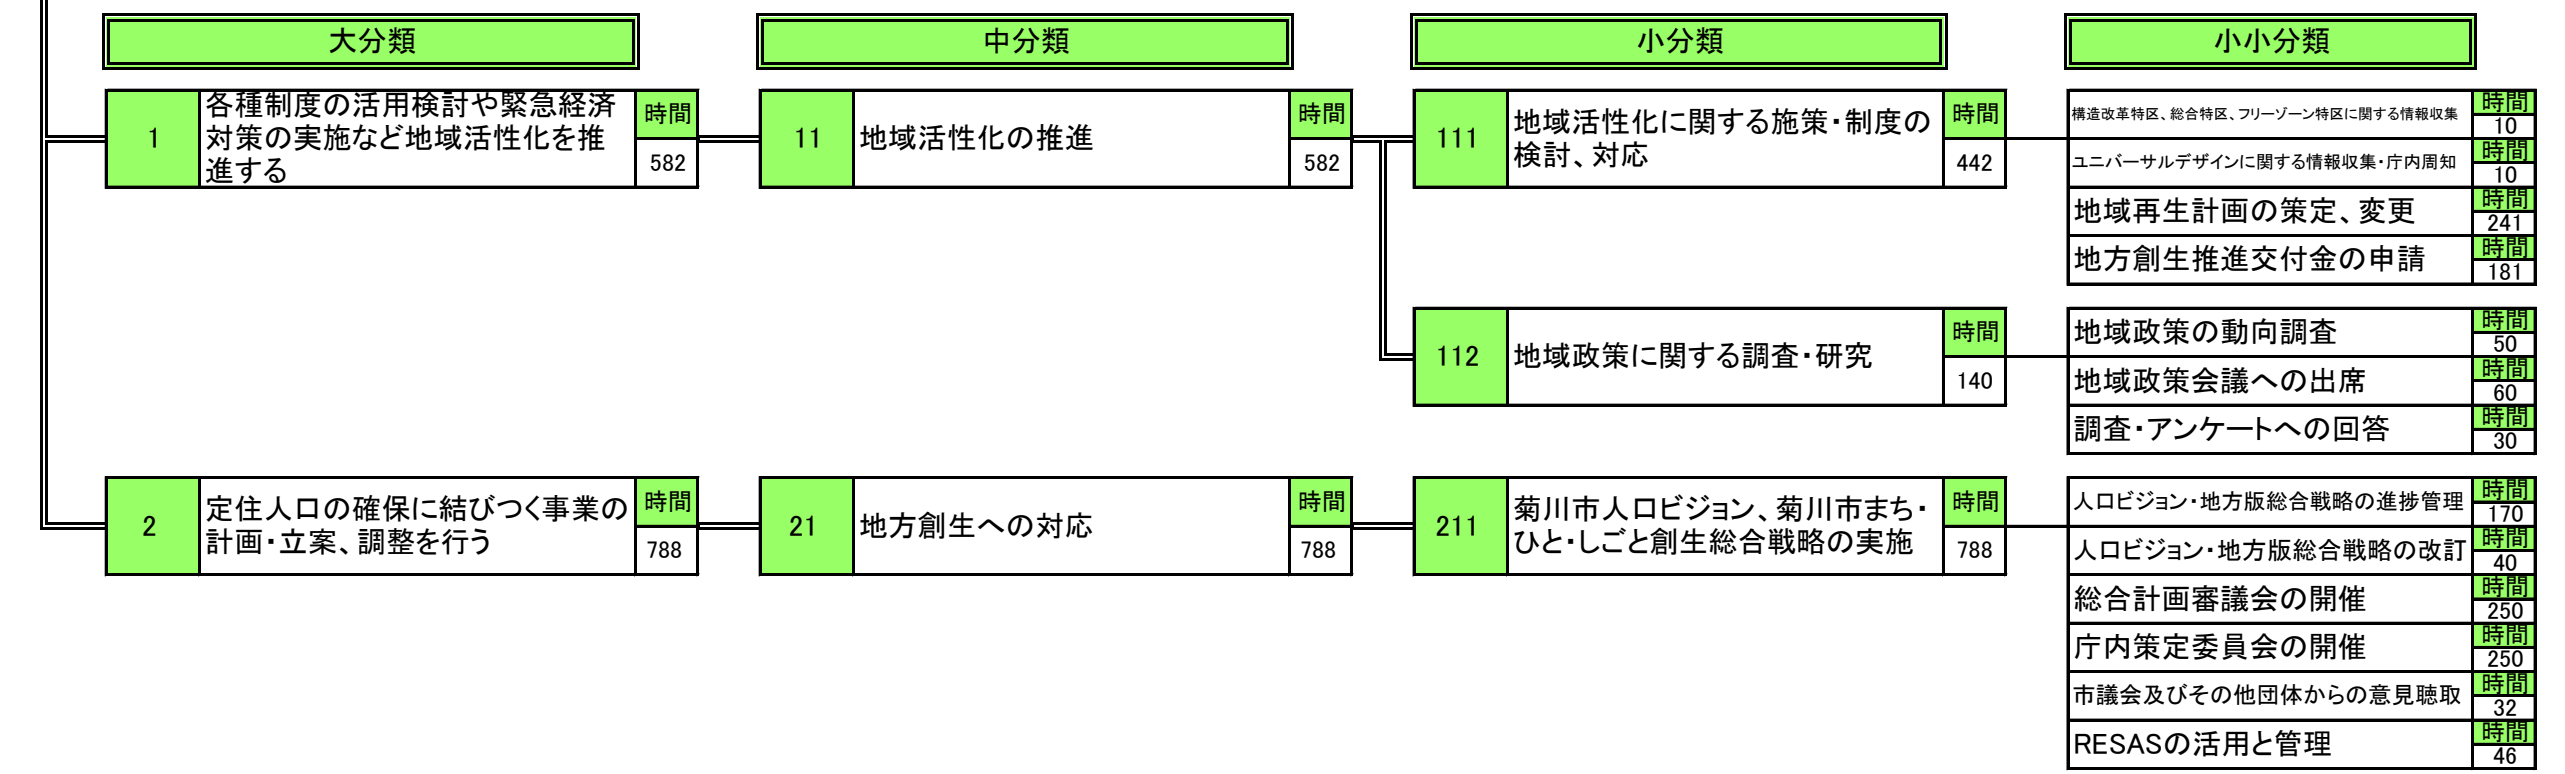 大分類
中分類
小分類
小小分類
1
各種制度の活用検討や緊急経済
対策の実施など地域活性化を推
進する
時間
582
11
地域活性化の推進
時間
582
111
地域活性化に関する施策・制度の
検討、対応
時間
442
構造改革特区、総合特区、フリーゾーン特区に関する情報収集
時間
10
ユニバーサルデザインに関する情報収集・庁内周知
時間
10
地域再生計画の策定、変更
時間
241
地方創生推進交付金の申請
時間
181
112
地域政策に関する調査・研究
時間
140
地域政策の動向調査
時間
50
地域政策会議への出席
時間
60
調査・アンケートへの回答
時間
30
2
定住人口の確保に結びつく事業の
計画・立案、調整を行う
時間
788
21
地方創生への対応
時間
788
211
菊川市人口ビジョン、菊川市まち・
ひと・しごと創生総合戦略の実施
時間
788
人口ビジョン・地方版総合戦略の進捗管理
時間
170
人口ビジョン・地方版総合戦略の改訂
時間
40
総合計画審議会の開催
時間
250
庁内策定委員会の開催
時間
250
市議会及びその他団体からの意見聴取
時間
32
RESASの活用と管理
時間
46